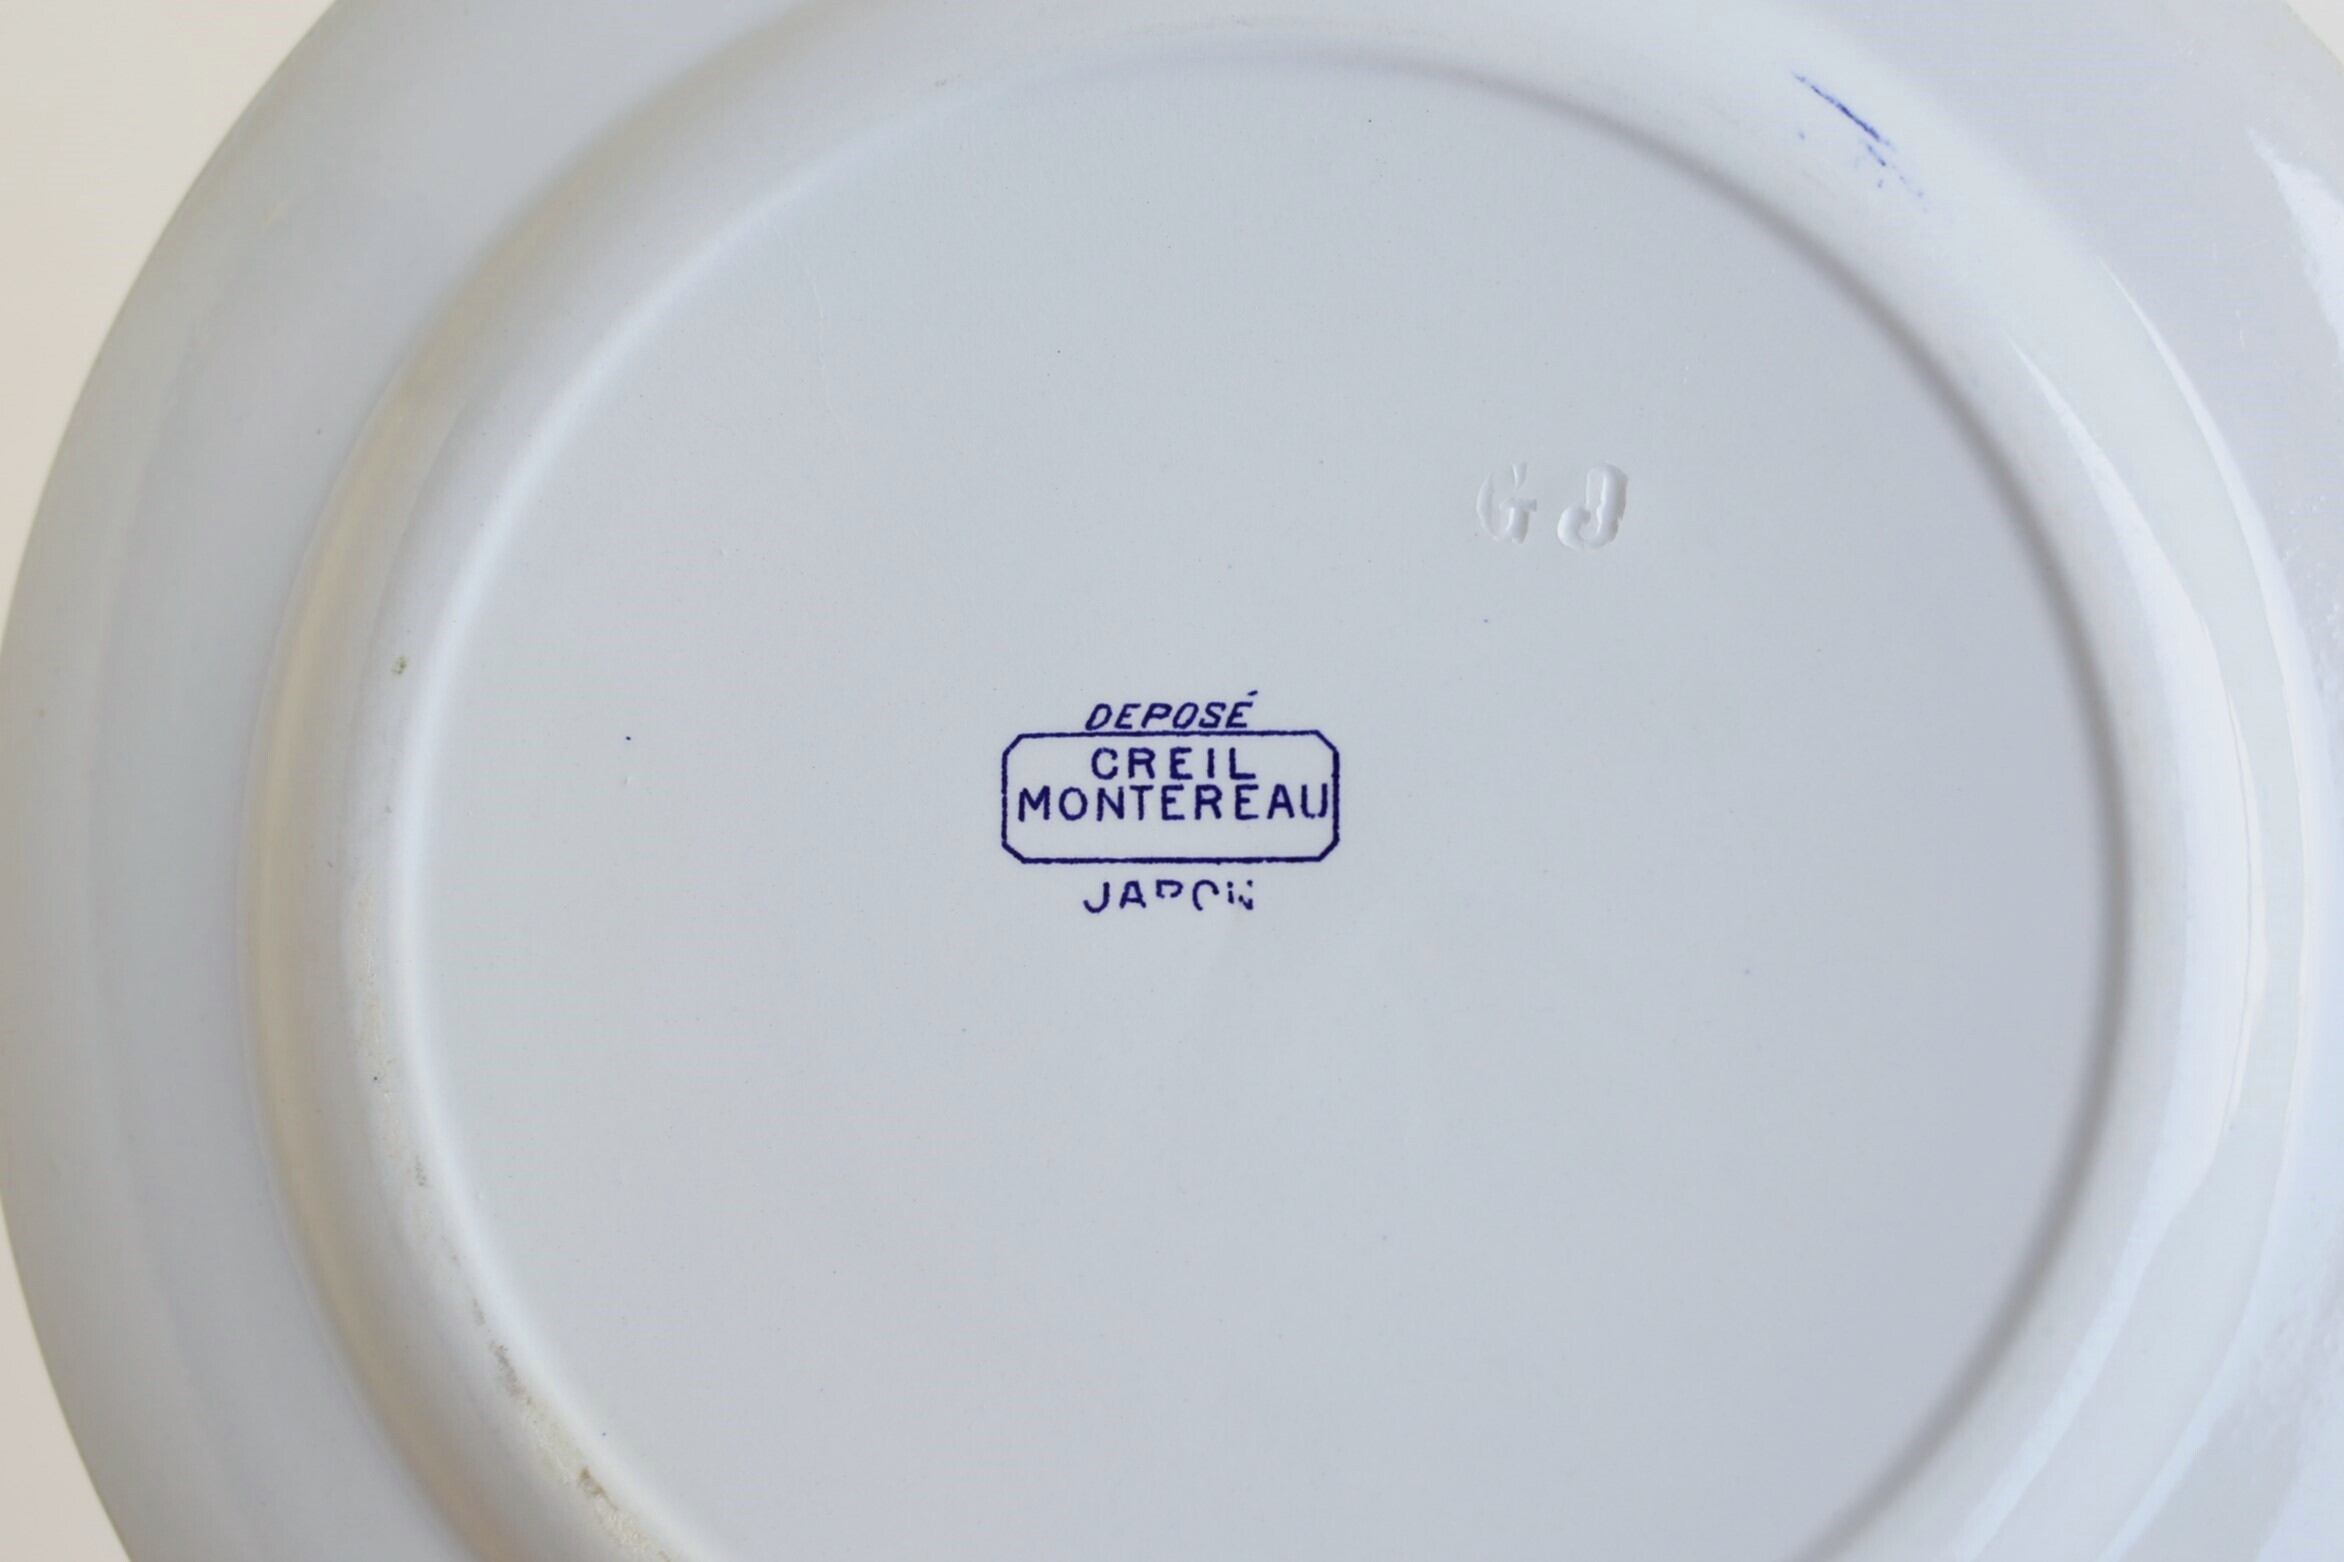 G J
DEPOSÉ
CREIL
MONTEREAU
JAPON